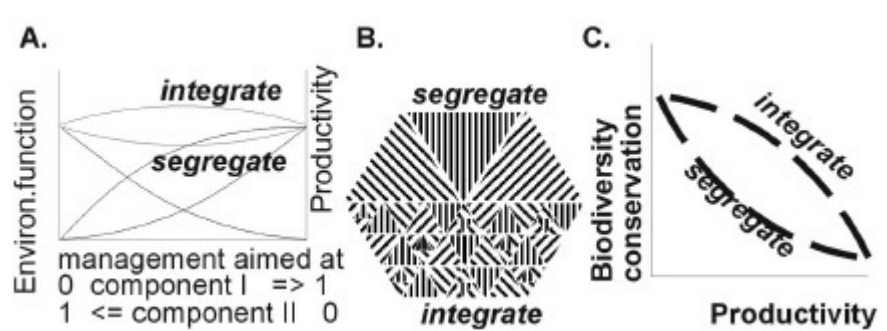 A.
integrate
segregate
Environ.function
Productivity
management aimed at
0 component I => 1
1 <= component II 0
B.
segregate
integrate
C.
integrate
segregate
Biodiversity
conservation
Productivity